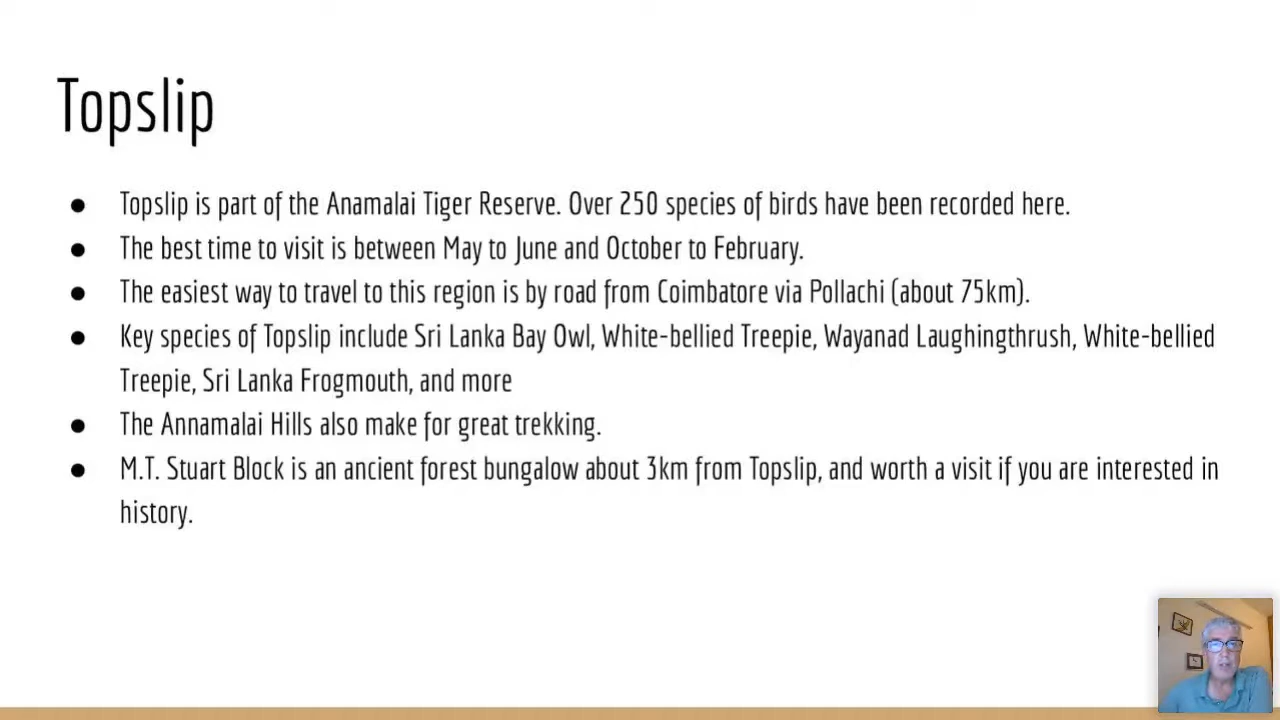 Topslip
● Topslip is part of the Anamalai Tiger Reserve. Over 250 species of birds have been recorded here.
● The best time to visit is between May to June and October to February.
● The easiest way to travel to this region is by road from Coimbatore via Pollachi (about 75km).
● Key species of Topslip include Sri Lanka Bay Owl, White-bellied Treepie, Wayanad Laughingthrush, White-bellied
Treepie, Sri Lanka Frogmouth, and more
● The Annamalai Hills also make for great trekking.
● M.T. Stuart Block is an ancient forest bungalow about 3km from Topslip, and worth a visit if you are interested in
history.